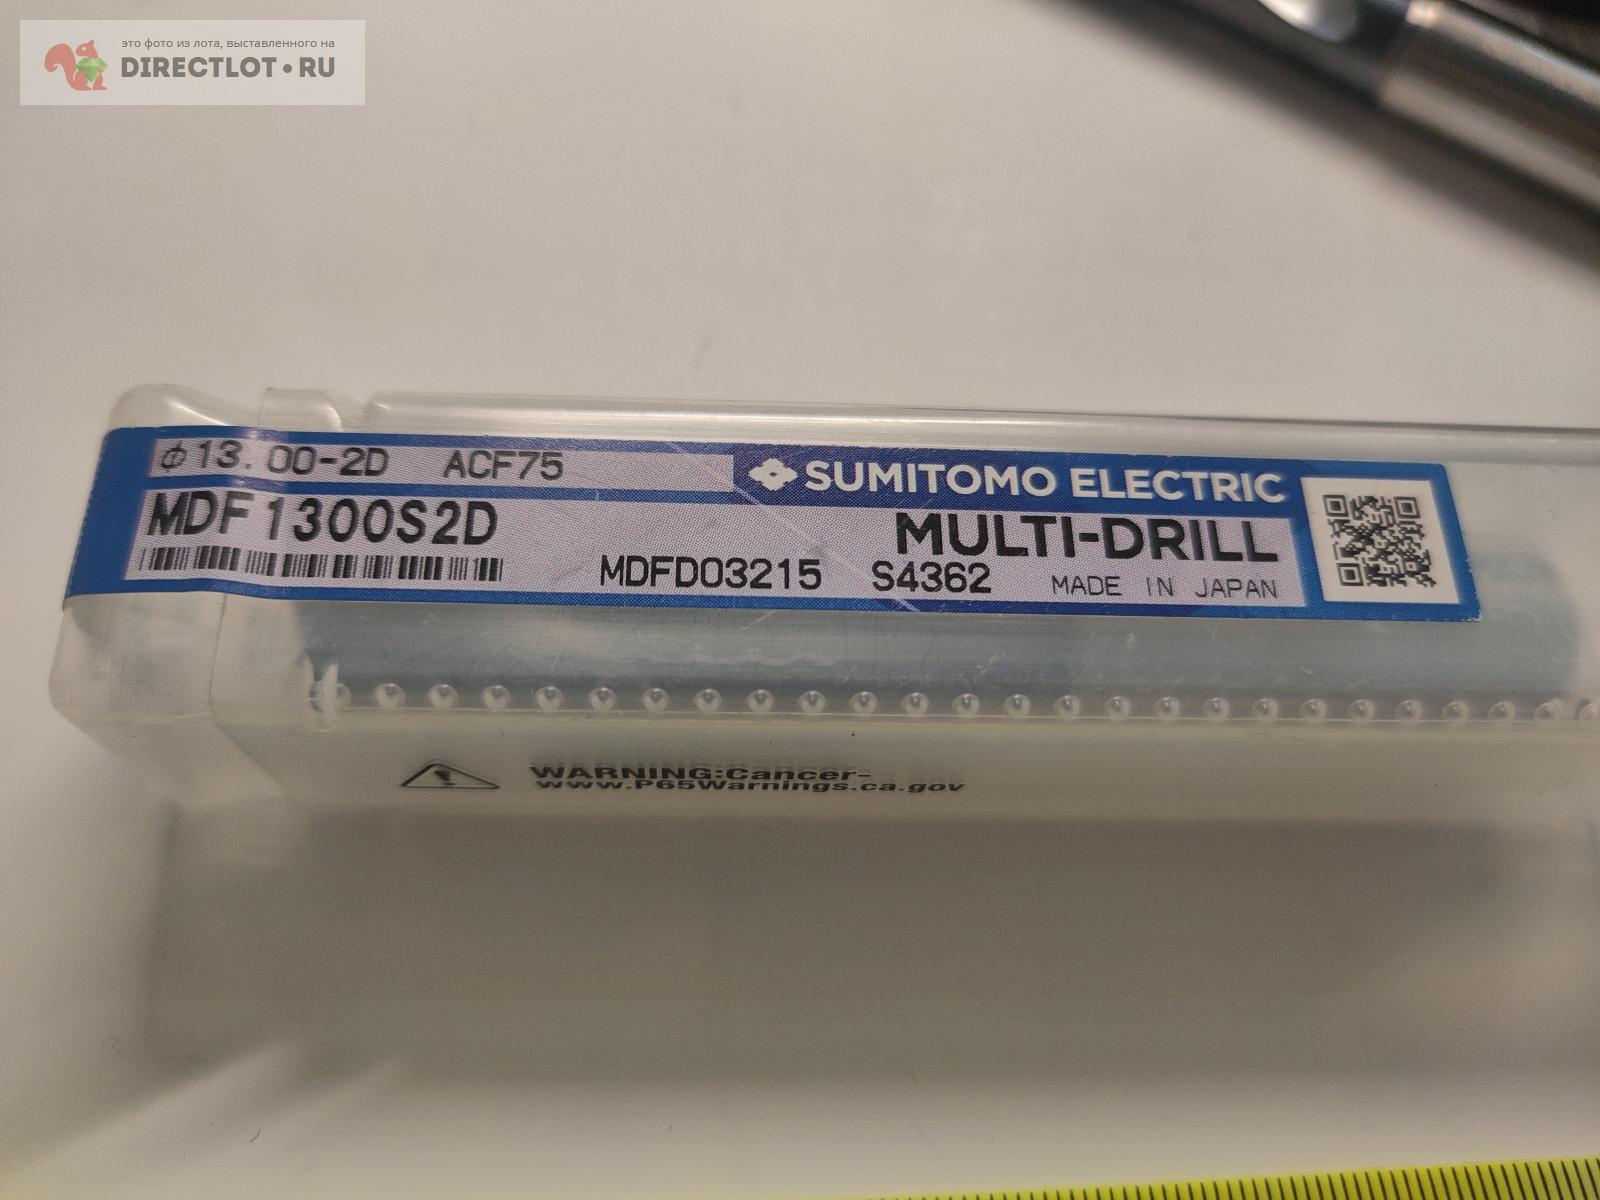 это фото из лота, выставленного на
DIRECTLOT•RU
ϕ13.00-2D ACF75
SUMITOMO ELECTRIC
MDF1300S2D
MULTI-DRILL
MDFD03215 S4362 MADE IN JAPAN
WARNING:Cancer-
www.P65Warnings.ca.gov